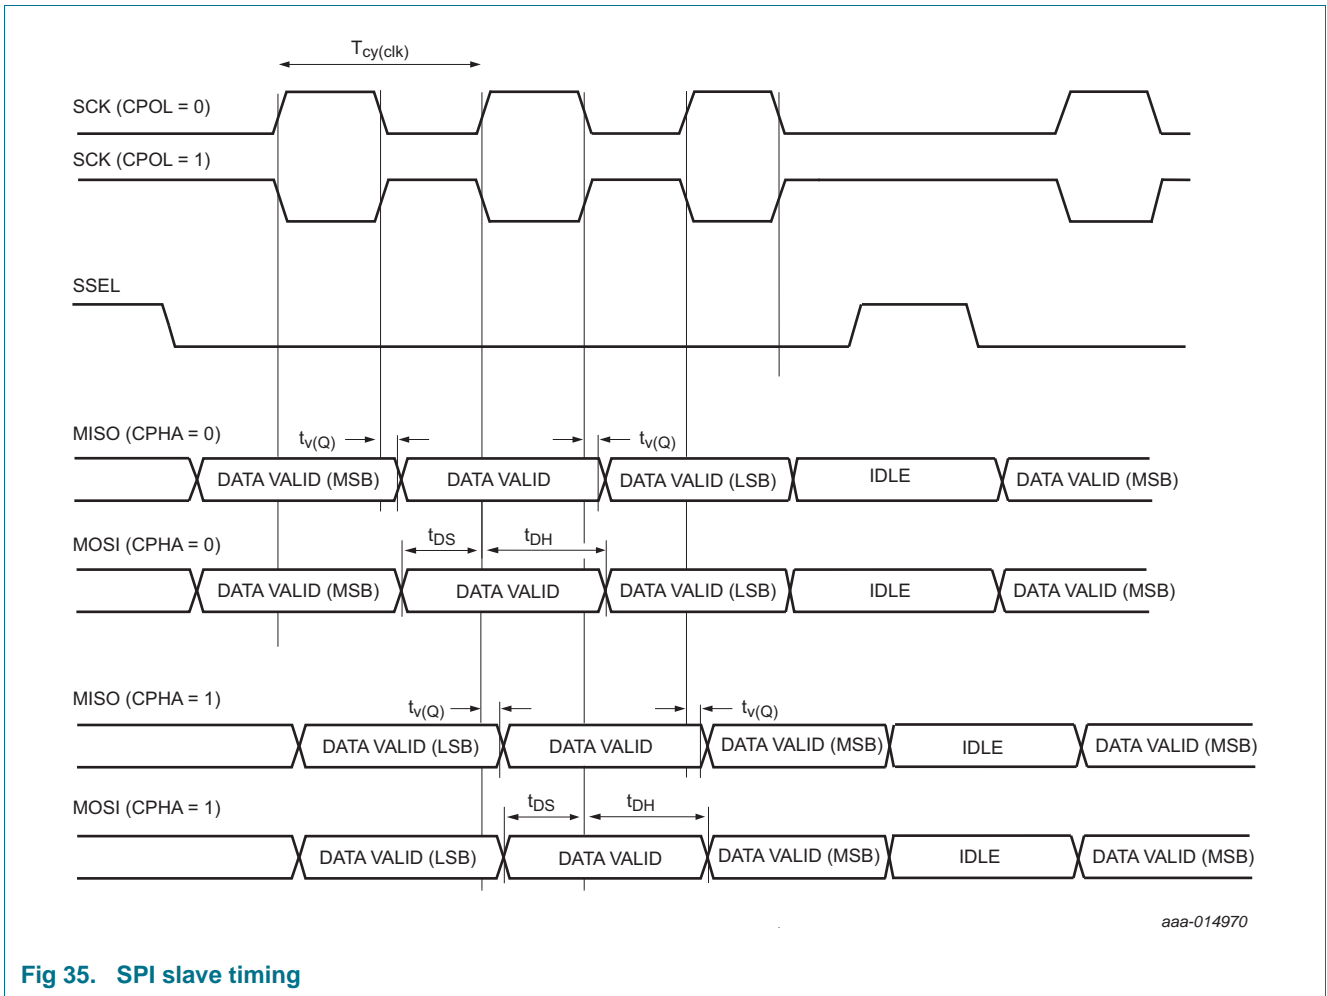 Tcy(clk)
SCK (CPOL = 0)
SCK (CPOL = 1)
SSEL
MISO (CPHA = 0)
tv(Q) tv(Q)
DATA VALID (MSB) DATA VALID DATA VALID (LSB) IDLE DATA VALID (MSB)
MOSI (CPHA = 0)
tDS tDH
DATA VALID (MSB) DATA VALID DATA VALID (LSB) IDLE DATA VALID (MSB)
MISO (CPHA = 1)
tv(Q) tv(Q)
DATA VALID (LSB) DATA VALID DATA VALID (MSB) IDLE DATA VALID (MSB)
MOSI (CPHA = 1)
tDS tDH
DATA VALID (LSB) DATA VALID DATA VALID (MSB) IDLE DATA VALID (MSB)
aaa-014970
Fig 35. SPI slave timing